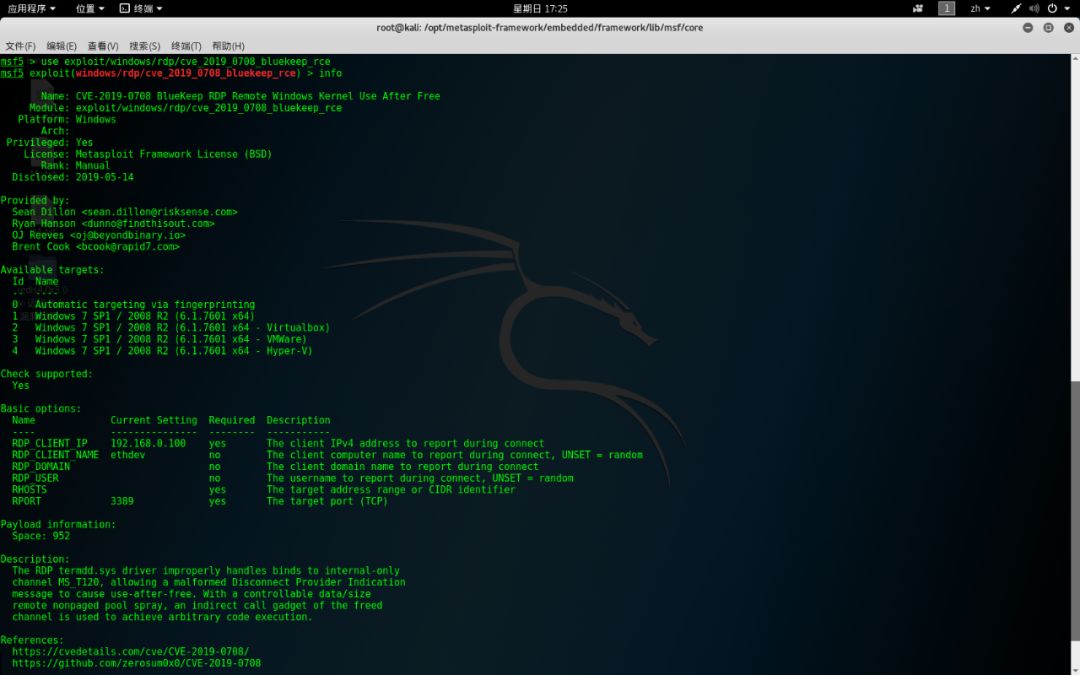 应用程序 位置 终端 星期日 17:25 1 zh
root@kali: /opt/metasploit-framework/embedded/framework/lib/msf/core
文件(F) 编辑(E) 查看(V) 搜索(S) 终端(T) 帮助(H)
msf5 > use exploit/windows/rdp/cve_2019_0708_bluekeep_rce
msf5 exploit(windows/rdp/cve_2019_0708_bluekeep_rce) > info
Name: CVE-2019-0708 BlueKeep RDP Remote Windows Kernel Use After Free
Module: exploit/windows/rdp/cve_2019_0708_bluekeep_rce
Platform: Windows
Arch:
Privileged: Yes
License: Metasploit Framework License (BSD)
Rank: Manual
Disclosed: 2019-05-14
Provided by:
Sean Dillon <sean.dillon@risksense.com>
Ryan Hanson <dunno@findthisout.com>
OJ Reeves <oj@beyondbinary.io>
Brent Cook <bcook@rapid7.com>
Available targets:
Id Name
-- ----
0 Automatic targeting via fingerprinting
1 Windows 7 SP1 / 2008 R2 (6.1.7601 x64)
2 Windows 7 SP1 / 2008 R2 (6.1.7601 x64 - Virtualbox)
3 Windows 7 SP1 / 2008 R2 (6.1.7601 x64 - VMWare)
4 Windows 7 SP1 / 2008 R2 (6.1.7601 x64 - Hyper-V)
Check supported:
Yes
Basic options:
Name Current Setting Required Description
---- --------------- -------- -----------
RDP_CLIENT_IP 192.168.0.100 yes The client IPv4 address to report during connect
RDP_CLIENT_NAME ethdev no The client computer name to report during connect, UNSET = random
RDP_DOMAIN no The client domain name to report during connect
RDP_USER no The username to report during connect, UNSET = random
RHOSTS yes The target address range or CIDR identifier
RPORT 3389 yes The target port (TCP)
Payload information:
Space: 952
Description:
The RDP termdd.sys driver improperly handles binds to internal-only
channel MS_T120, allowing a malformed Disconnect Provider Indication
message to cause use-after-free. With a controllable data/size
remote nonpaged pool spray, an indirect call gadget of the freed
channel is used to achieve arbitrary code execution.
References:
https://cvedetails.com/cve/CVE-2019-0708/
https://github.com/zerosum0x0/CVE-2019-0708